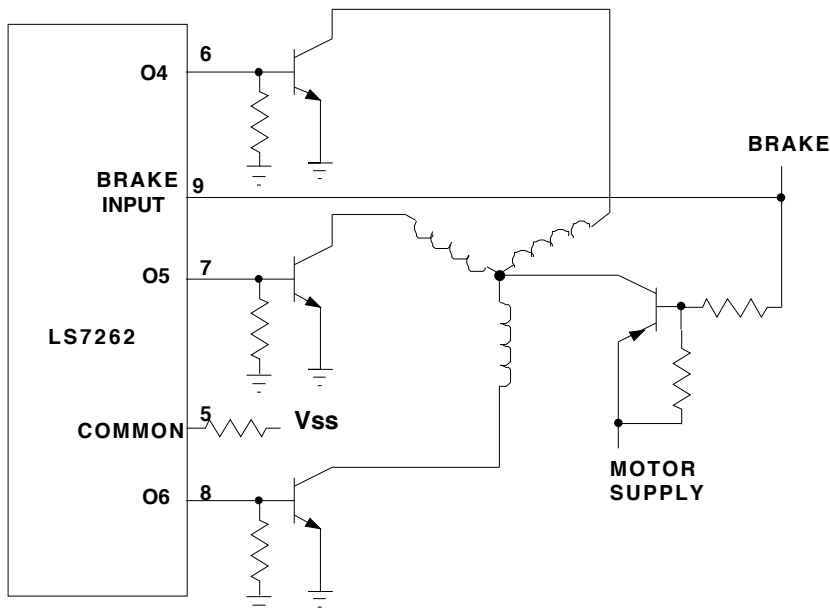 6
O4
BRAKE
BRAKE
INPUT
9
7
O5
LS7262
5
Vss
COMMON
MOTOR
SUPPLY
O6
8